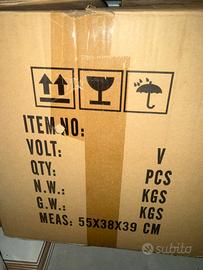 ITEM NO:
VOLT: V
QTY: PCS
N.W.: KGS
G.W.: KGS
MEAS: 55X38X39 CM
subito